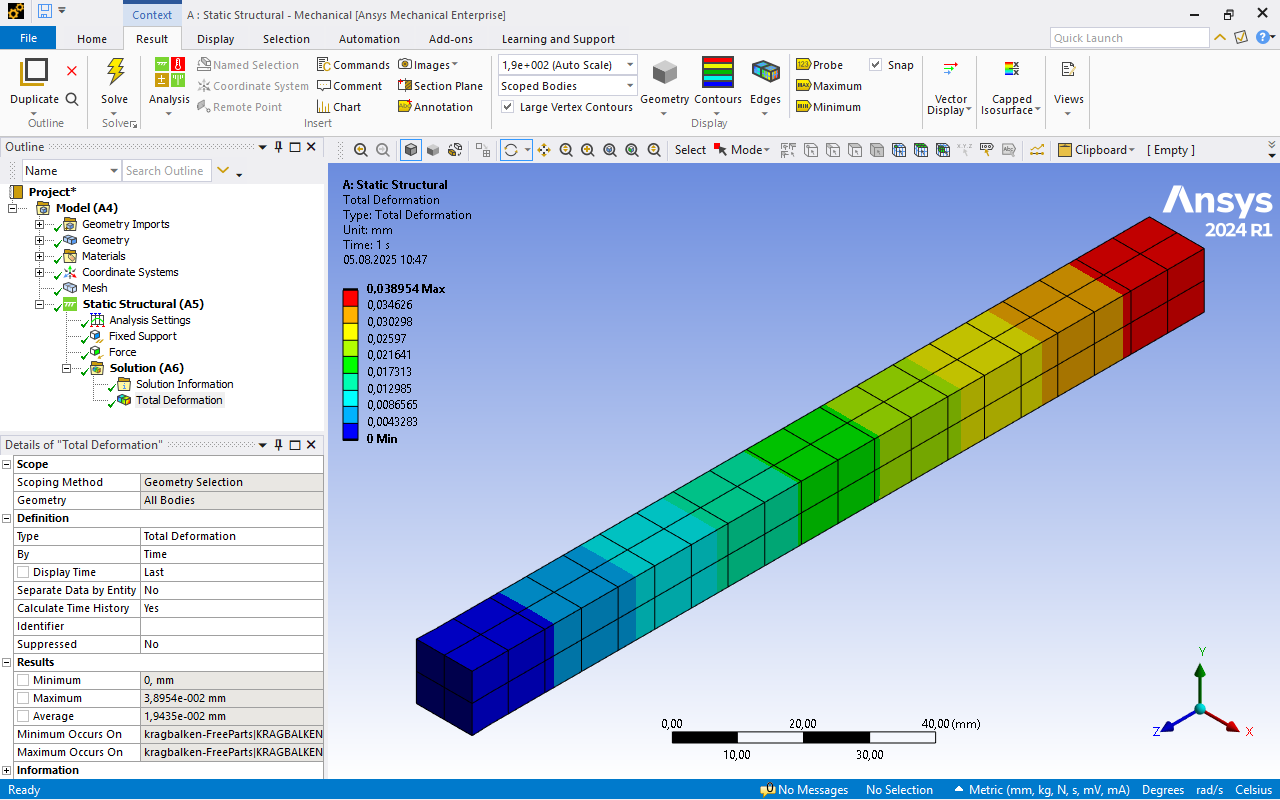 Context A : Static Structural - Mechanical [Ansys Mechanical Enterprise]
File Home Result Display Selection Automation Add-ons Learning and Support Quick Launch
Duplicate
Outline
Solve
Solver
Analysis
Named Selection
Coordinate System
Remote Point
Commands
Comment
Chart
Images
Section Plane
Annotation
Insert
1,9e+002 (Auto Scale)
Scoped Bodies
Large Vertex Contours
Geometry
Contours
Edges
Display
Probe
Maximum
Minimum
Snap
Vector
Display
Capped
Isosurface
Views
Outline
Name Search Outline
Select Mode Clipboard [ Empty ]
Project*
Model (A4)
Geometry Imports
Geometry
Materials
Coordinate Systems
Mesh
Static Structural (A5)
Analysis Settings
Fixed Support
Force
Solution (A6)
Solution Information
Total Deformation
Details of "Total Deformation"
Scope
Scoping Method Geometry Selection
Geometry All Bodies
Definition
Type Total Deformation
By Time
Display Time Last
Separate Data by Entity No
Calculate Time History Yes
Identifier
Suppressed No
Results
Minimum 0, mm
Maximum 3,8954e-002 mm
Average 1,9435e-002 mm
Minimum Occurs On kragbalken-FreeParts|KRAGBALKEN
Maximum Occurs On kragbalken-FreeParts|KRAGBALKEN
Information
A: Static Structural
Total Deformation
Type: Total Deformation
Unit: mm
Time: 1 s
05.08.2025 10:47
0,038954 Max
0,034626
0,030298
0,02597
0,021641
0,017313
0,012985
0,0086565
0,0043283
0 Min
Ansys
2024 R1
0,00 20,00 40,00 (mm)
10,00 30,00
Y
Z X
Ready 0 No Messages No Selection Metric (mm, kg, N, s, mV, mA) Degrees rad/s Celsius